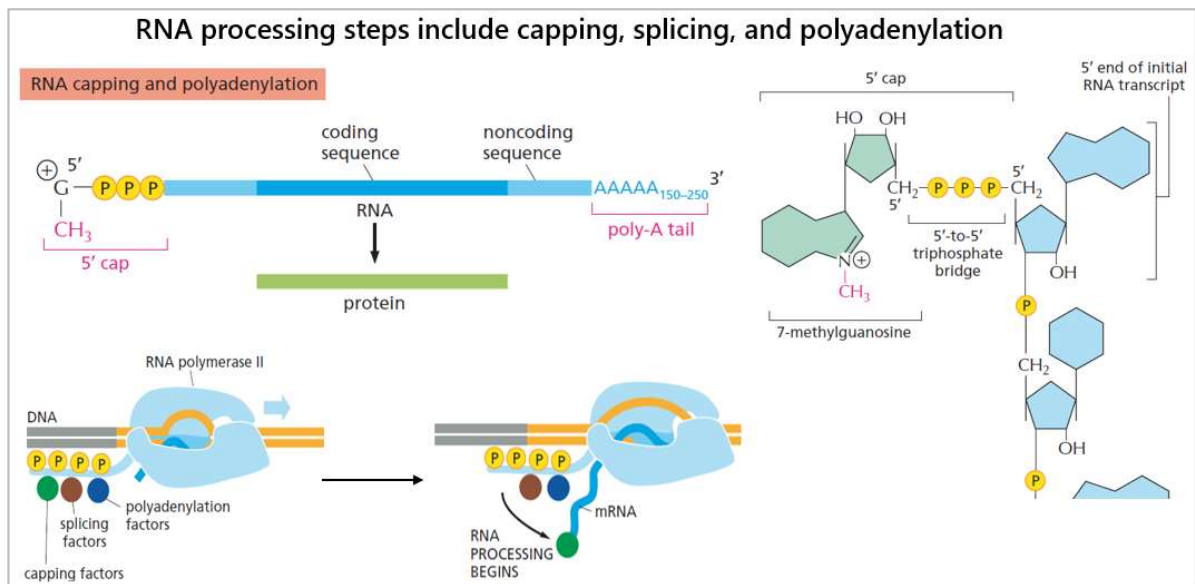 RNA processing steps include capping, splicing, and polyadenylation
RNA capping and polyadenylation
coding
sequence
noncoding
sequence
5′
+
G
P P P
AAAAA150–250
3′
CH3
5′ cap
RNA
poly-A tail
protein
5′ cap
5′ end of initial
RNA transcript
HO OH
CH2
P P P
CH2
5′
5′
5′-to-5′
triphosphate
bridge
N
+
CH3
OH
7-methylguanosine
P
CH2
OH
P
RNA polymerase II
DNA
P P P P
polyadenylation
factors
splicing
factors
capping factors
P P P P
mRNA
RNA
PROCESSING
BEGINS